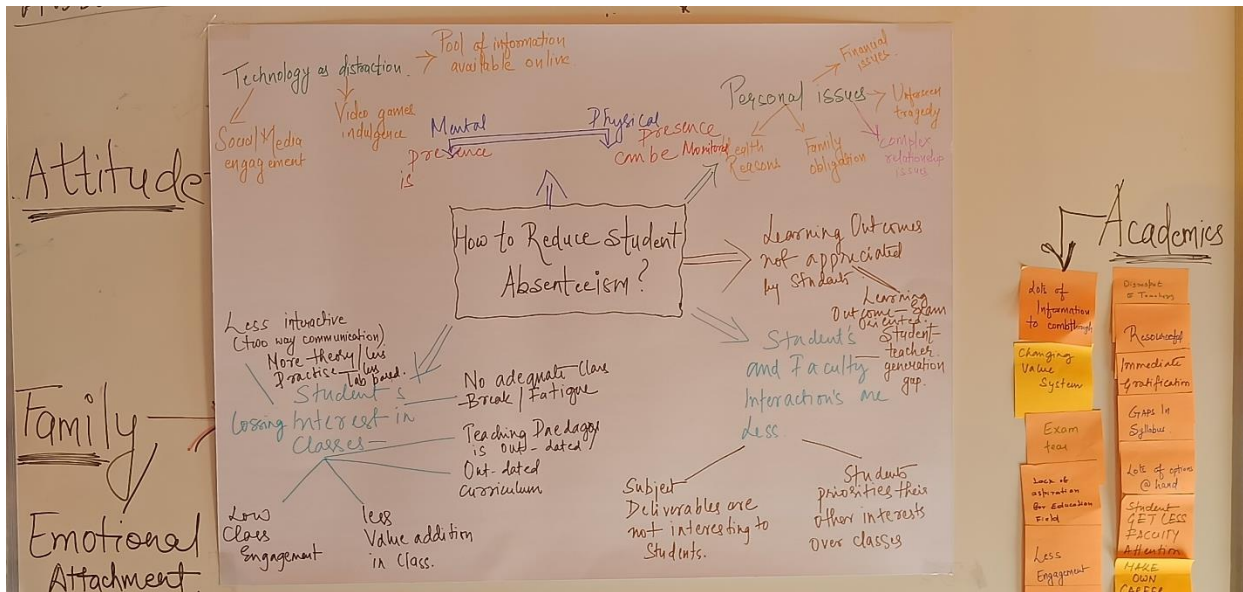 Attitude
Family
Emotional
Attachment
Technology as distraction.
Pool of information
available online.
Social Media
engagement
Video games
indulgence
Mental
presence
is
Physical
Presence
can be Monitored
Personal issues
Financial
issues.
Unforeseen
tragedy
Health
Reasons
Family
obligation
complex
relationship
issues
How to Reduce Student
Absenteeism?
Learning Outcomes
not appreciated
by Students
Learning
Outcome - Exam
Oriented.
Student's
and Faculty
Interaction's are
Less
Student
teacher
generation
gap.
Subject
Deliverables are
not interesting to
Students.
Students
priorities their
other interests
Over classes
Less interactive
(two way communication)
More theory/Less
Practise - Less
lab based.
Student's
lossing Interest in
Classes
No adequate Class
Break/Fatigue
Teaching Paedagogy
is out-dated
Out-dated
Curriculum
Low
Class
Engagement
less
Value addition
in Class.
Academics
Lots of
Information
to comb through
Changing
Value
System
Exam
fear
Lack of
aspiration
for Education
Field
Less
Engagement
Teachers
Resourceful
Immediate
Gratification
GAPS In
Syllabus
Lots of options
@ hand
Student
GET LESS
FACULTY
Attention
MAKE
OWN
CAREER